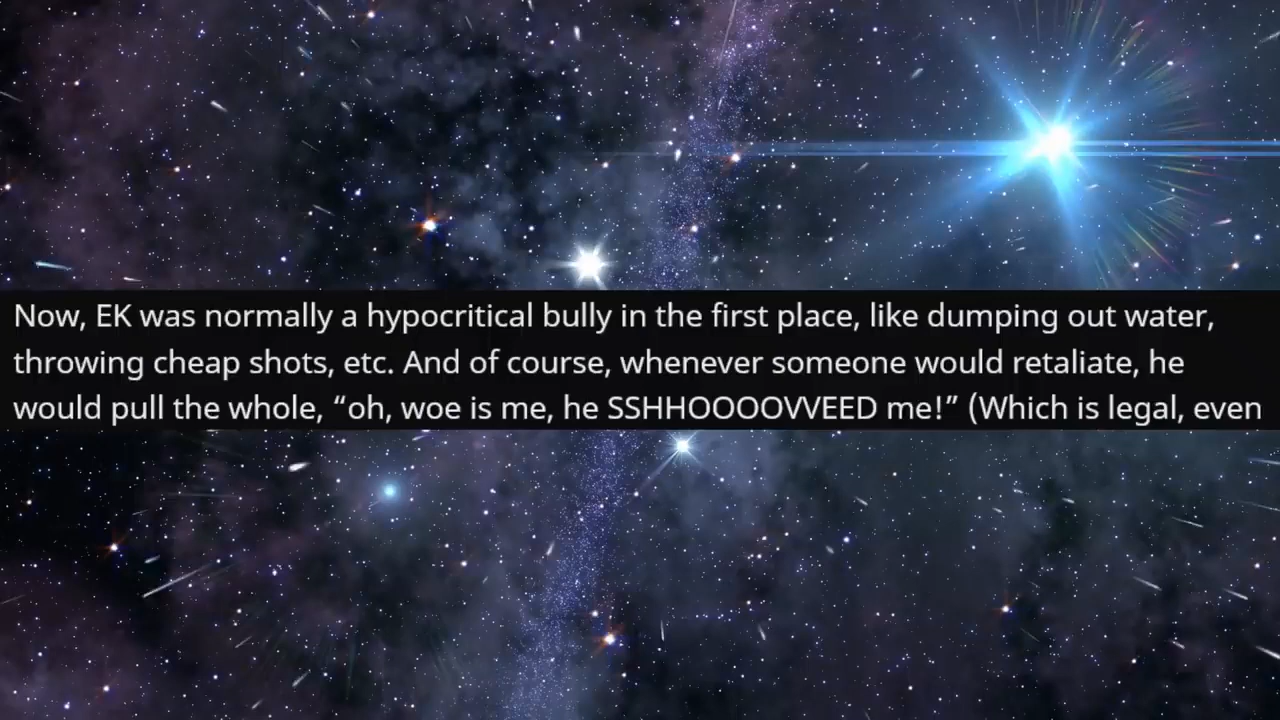 Now, EK was normally a hypocritical bully in the first place, like dumping out water,
throwing cheap shots, etc. And of course, whenever someone would retaliate, he
would pull the whole, “oh, woe is me, he SSHHOOOOVVEED me!” (Which is legal, even